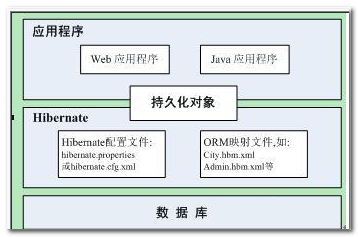 应用程序
Web 应用程序
Java 应用程序
持久化对象
Hibernate
Hibernate配置文件:
hibernate.properties
或hibernate.cfg.xml
ORM映射文件,如:
City.hbm.xml
Admin.hbm.xml等
数 据 库